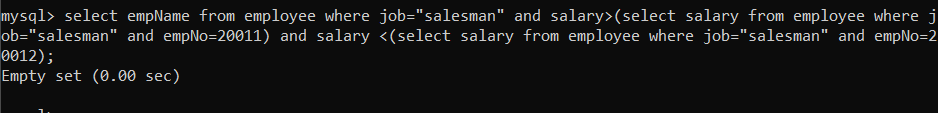 mysql> select empName from employee where job="salesman" and salary>(select salary from employee where j
ob="salesman" and empNo=20011) and salary <(select salary from employee where job="salesman" and empNo=2
0012);
Empty set (0.00 sec)